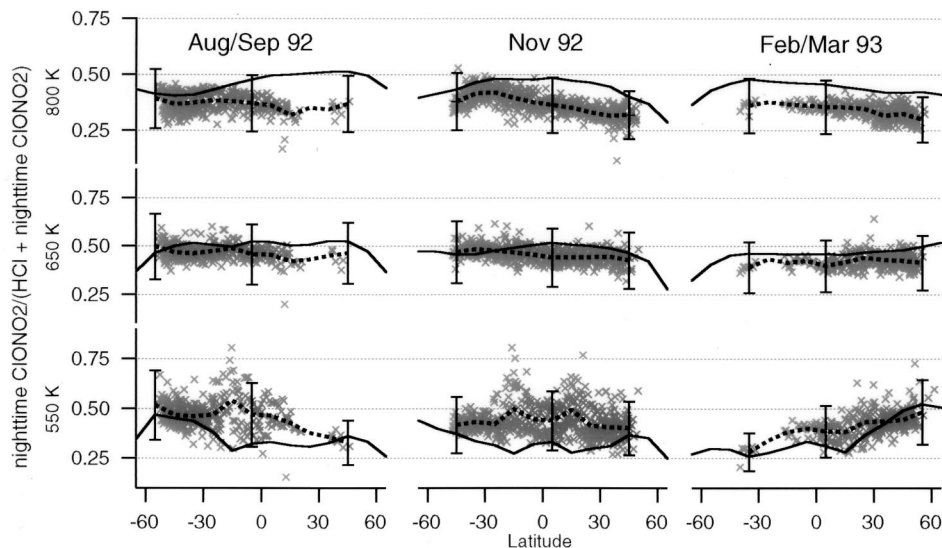 Aug/Sep 92 Nov 92 Feb/Mar 93
nighttime ClONO2/(HCl + nighttime ClONO2)
800 K
0.75
0.50
0.25
650 K
0.75
0.50
0.25
550 K
0.75
0.50
0.25
-60 -30 0 30 60 -60 -30 0 30 60 -60 -30 0 30 60
Latitude